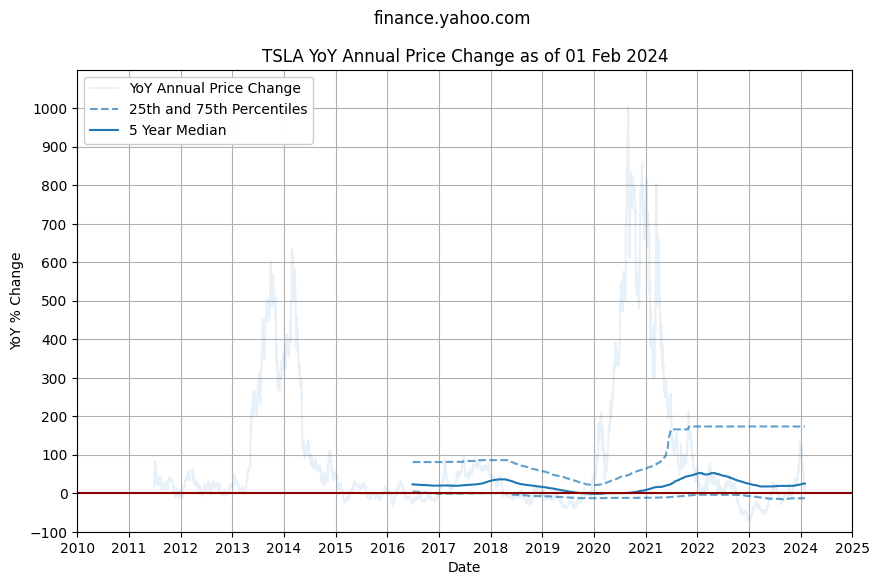 finance.yahoo.com
TSLA YoY Annual Price Change as of 01 Feb 2024
YoY Annual Price Change
25th and 75th Percentiles
5 Year Median
YoY % Change
1000
900
800
700
600
500
400
300
200
100
0
−100
2010 2011 2012 2013 2014 2015 2016 2017 2018 2019 2020 2021 2022 2023 2024 2025
Date